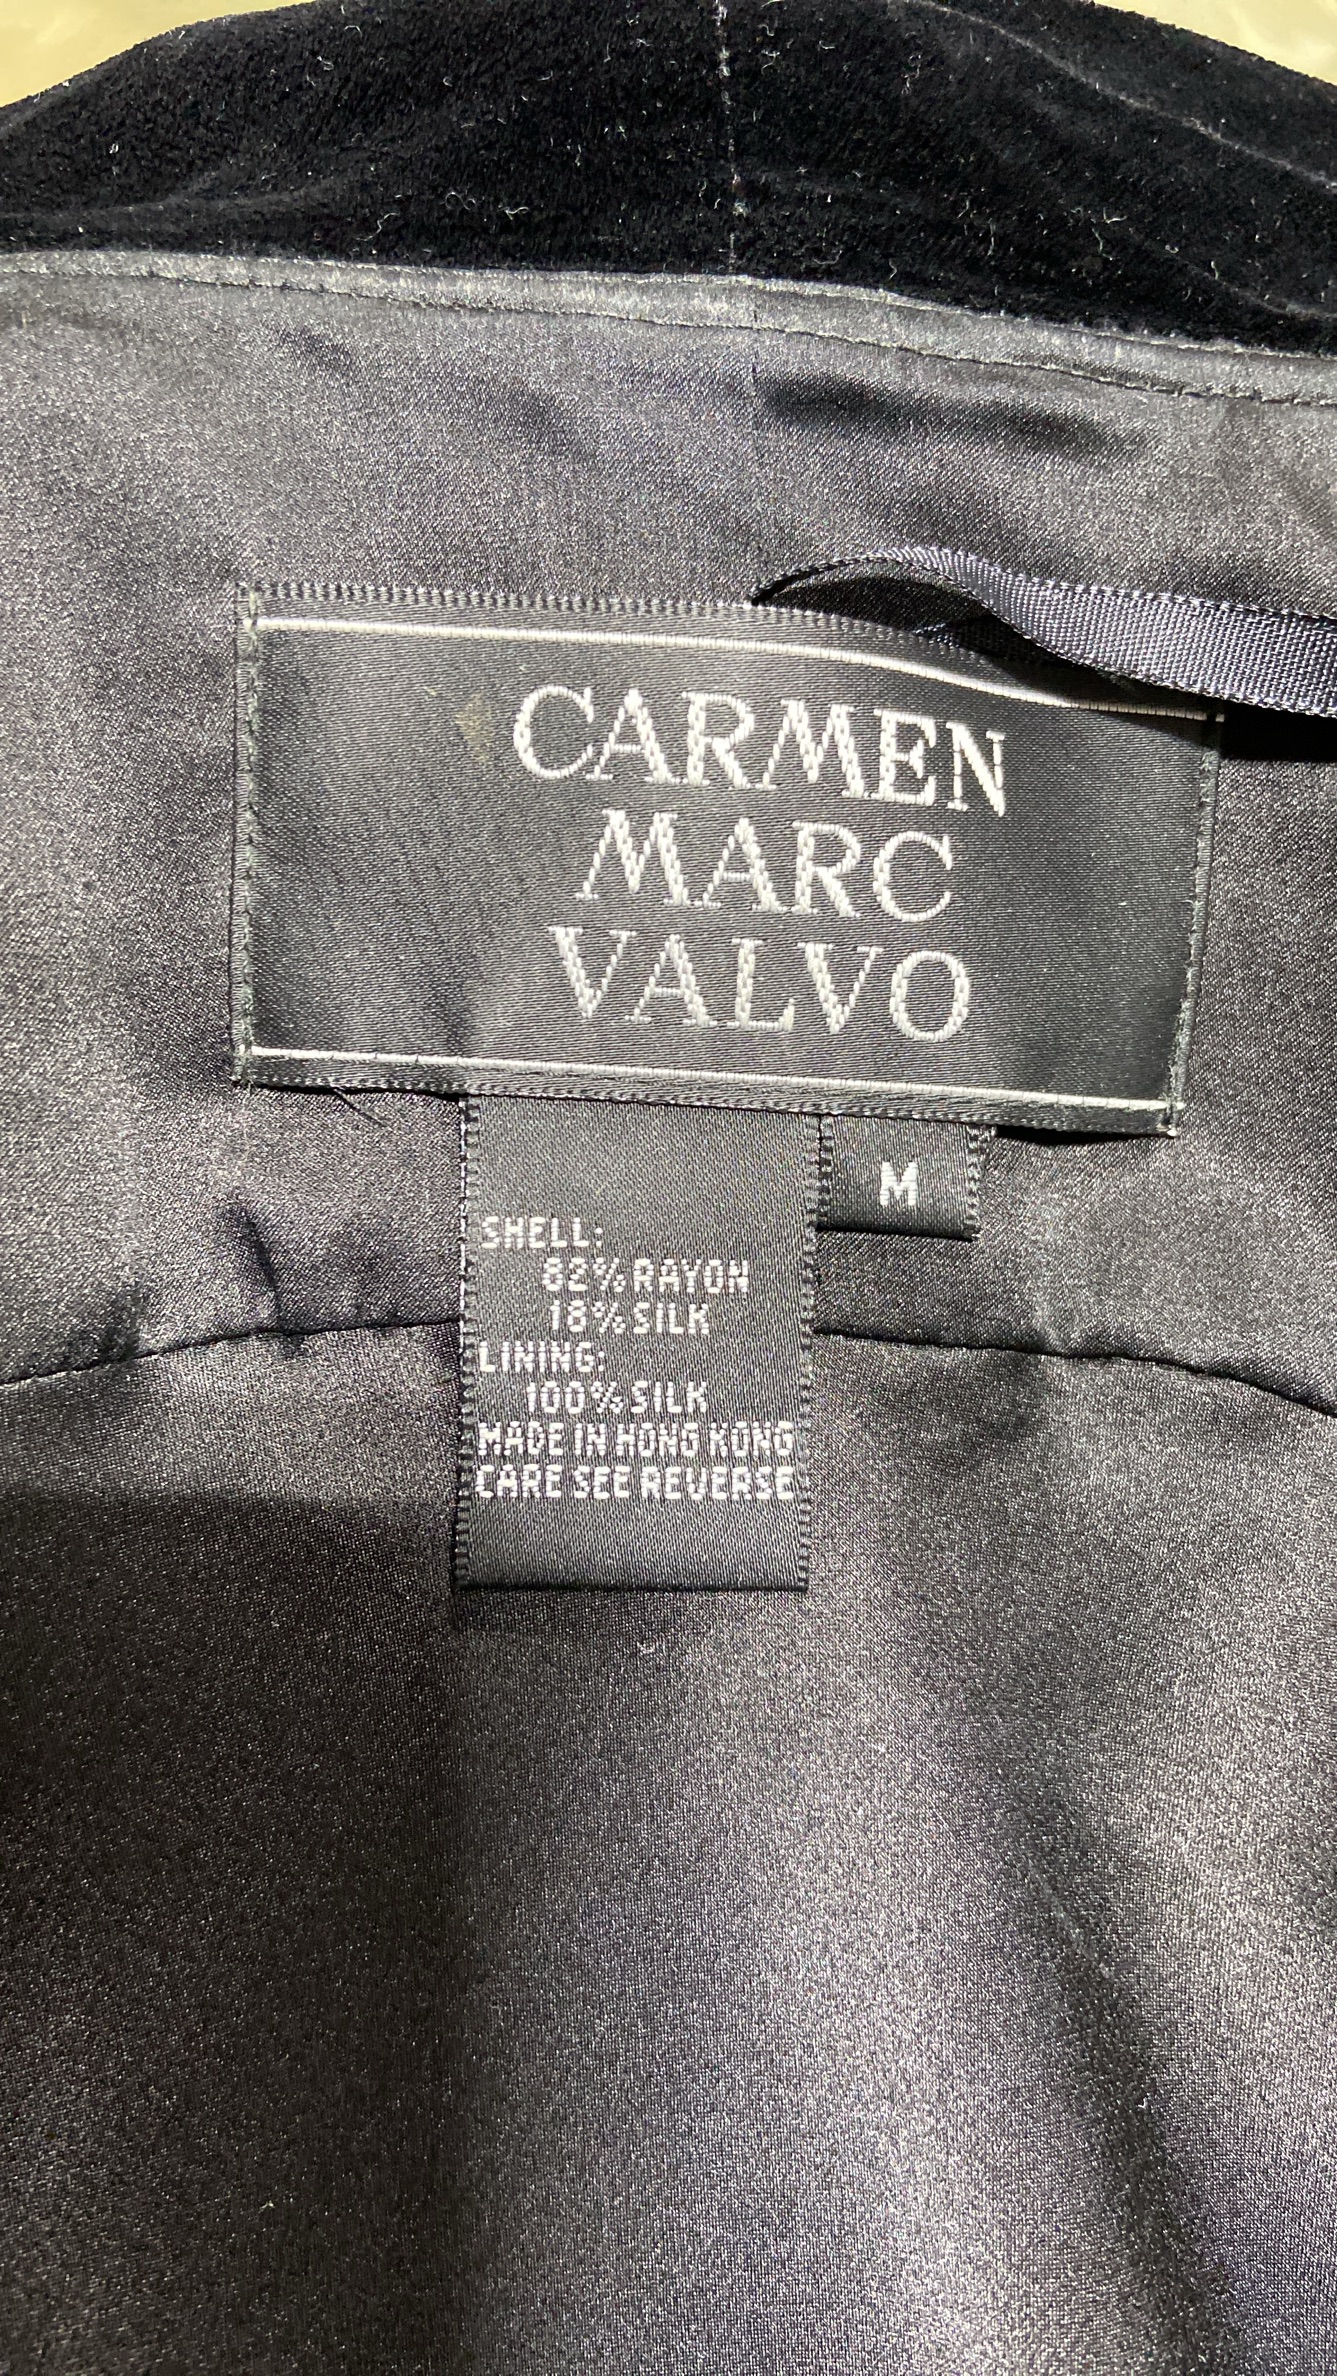 CARMEN
MARC
VALVO
M
SHELL:
82% RAYON
18% SILK
LINING:
100% SILK
MADE IN HONG KONG
CARE SEE REVERSE